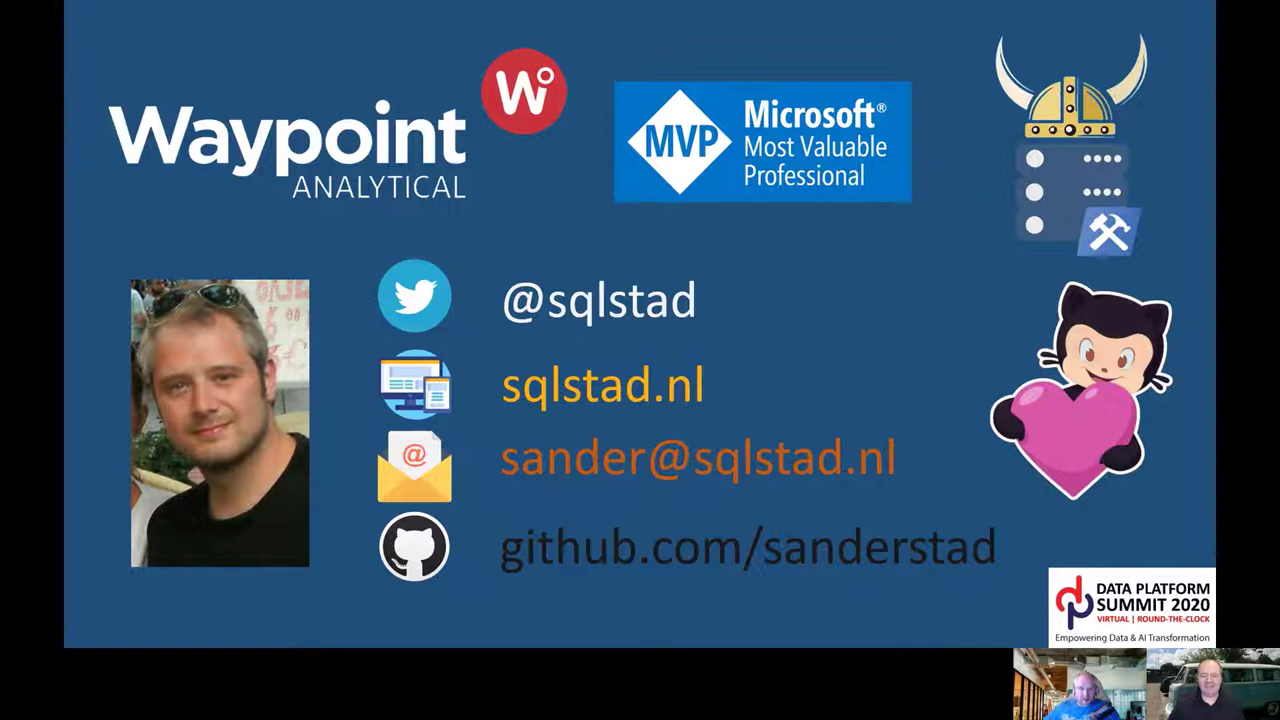 Waypoint
ANALYTICAL
W
MVP
Microsoft®
Most Valuable
Professional
@sqlstad
sqlstad.nl
@
sander@sqlstad.nl
github.com/sanderstad
dp
DATA PLATFORM
SUMMIT 2020
VIRTUAL | ROUND-THE-CLOCK
Empowering Data & AI Transformation